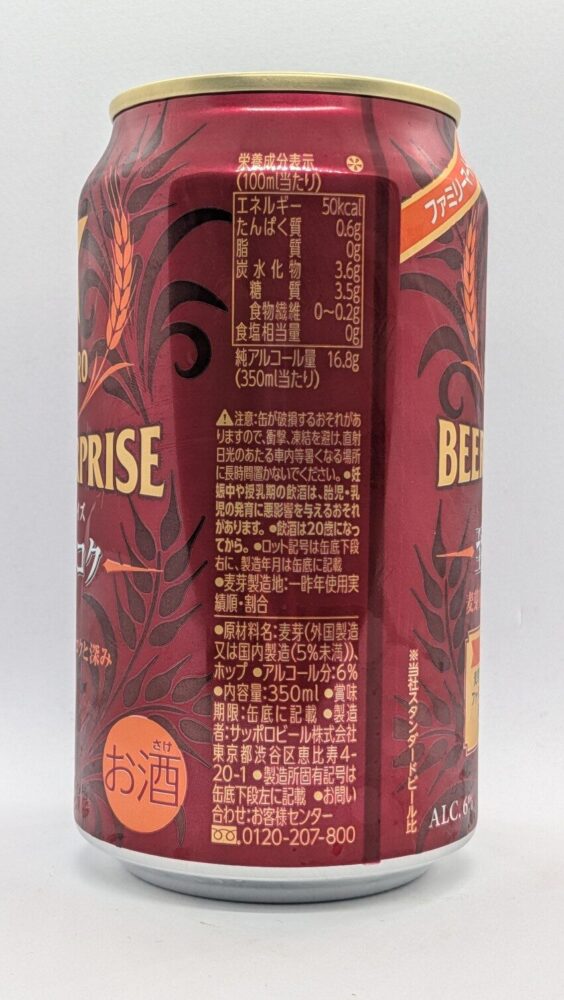 栄養成分表示
(100ml当たり)
エネルギー 50kcal
たんぱく質 0.6g
脂質 0g
炭水化物 3.6g
糖質 3.5g
食物繊維 0〜0.2g
食塩相当量 0g
純アルコール量 16.8g
(350ml当たり)
注意:缶が破損するおそれがあ
りますので、衝撃、凍結を避け、直射
日光のあたる車内等暑くなる場所
に長時間置かないでください。●妊
娠中や授乳期の飲酒は、胎児・乳
児の発育に悪影響を与えるおそれ
があります。●飲酒は20歳になっ
てから。●ロット記号は缶底下段
右に、製造年月は缶底に記載
●麦芽製造地:一昨年使用実
績順・割合
●原材料名:麦芽(外国製造
又は国内製造(5%未満))、
ホップ ●アルコール分:6%
●内容量:350ml ●賞味
期限:缶底に記載 ●製造
者:サッポロビール株式会社
東京都渋谷区恵比寿4-
20-1 ●製造所固有記号は
缶底下段左に記載 ●お問い
合わせ:お客様センター
0120-207-800
PRISE
コク
と深み
さけ
お酒
ファミリー
BEER
※当社スタンダードビール比
ALC. 6%